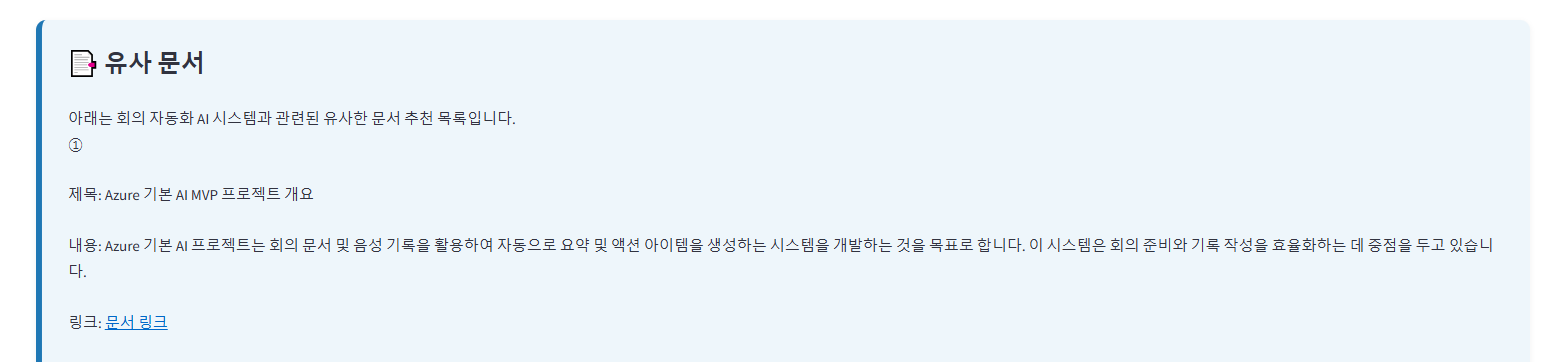 유사 문서
아래는 회의 자동화 AI 시스템과 관련된 유사한 문서 추천 목록입니다.
①
제목: Azure 기본 AI MVP 프로젝트 개요
내용: Azure 기본 AI 프로젝트는 회의 문서 및 음성 기록을 활용하여 자동으로 요약 및 액션 아이템을 생성하는 시스템을 개발하는 것을 목표로 합니다. 이 시스템은 회의 준비와 기록 작성을 효율화하는 데 중점을 두고 있습니
다.
링크: 문서 링크